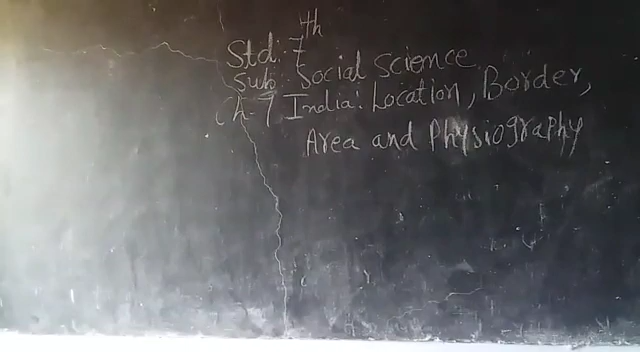 Std: 7th
Sub: Social Science
Ch-7 India: Location, Border,
Area and Physiography